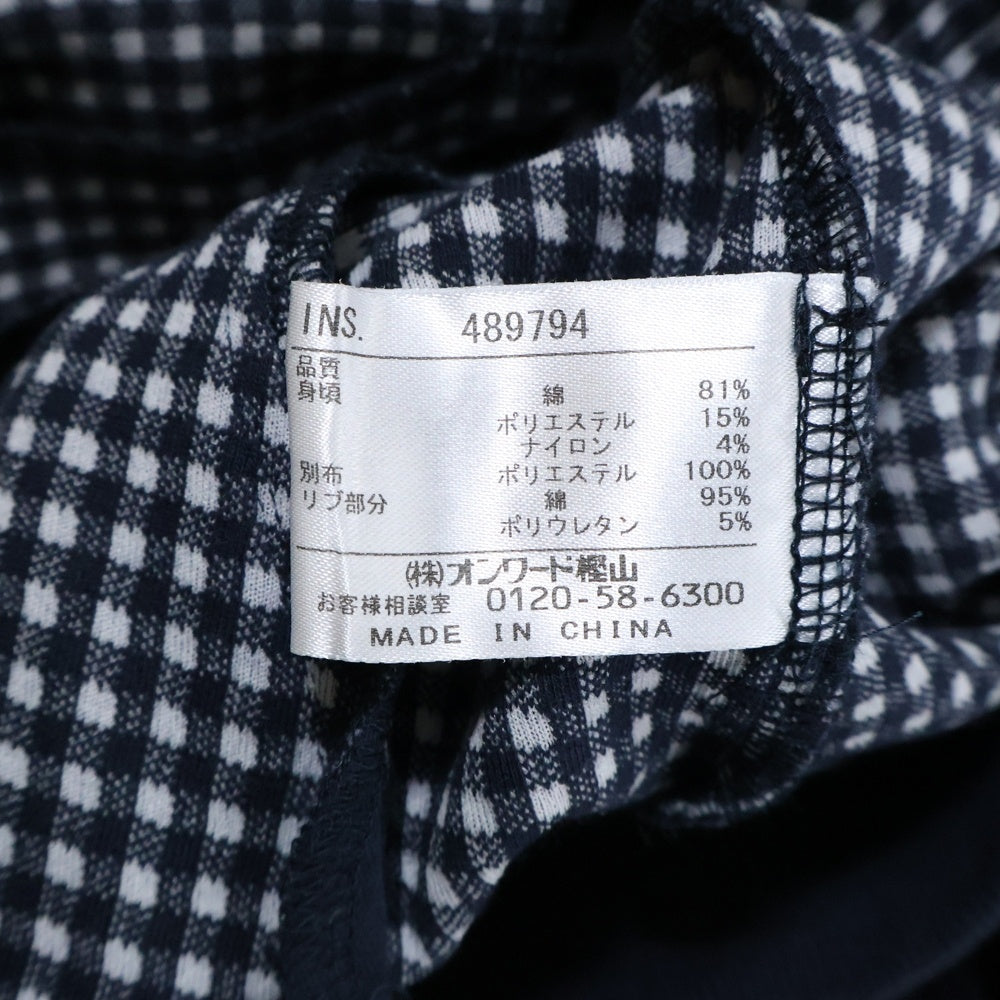 INS. 489794
品質
身頃 綿 81%
ポリエステル 15%
ナイロン 4%
別布 ポリエステル 100%
リブ部分 綿 95%
ポリウレタン 5%
(株)オンワード樫山
お客様相談室 0120-58-6300
MADE IN CHINA